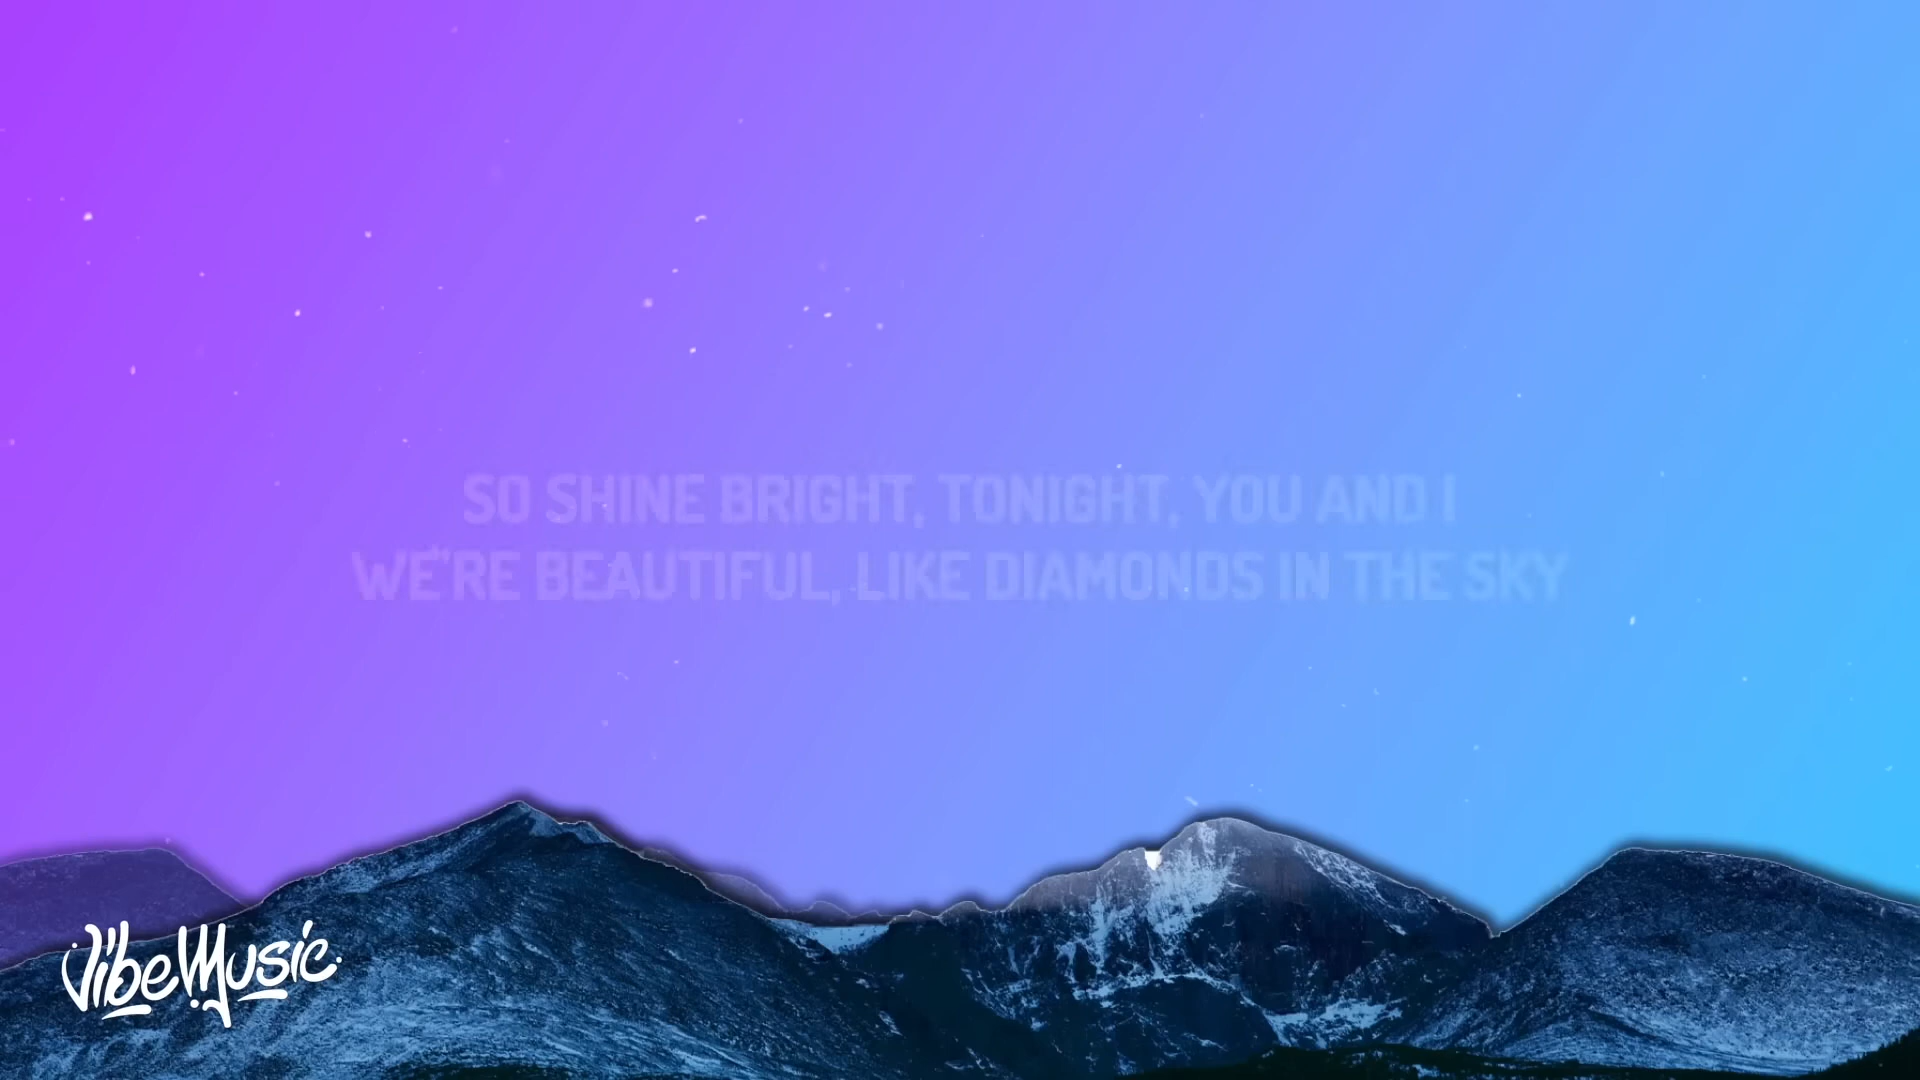 SO SHINE BRIGHT, TONIGHT, YOU AND I
WE'RE BEAUTIFUL, LIKE DIAMONDS IN THE SKY
VibeMusic.